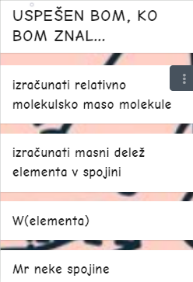 USPEŠEN BOM, KO
BOM ZNAL...
izračunati relativno
molekulsko maso molekule
izračunati masni delež
elementa v spojini
W(elementa)
Mr neke spojine